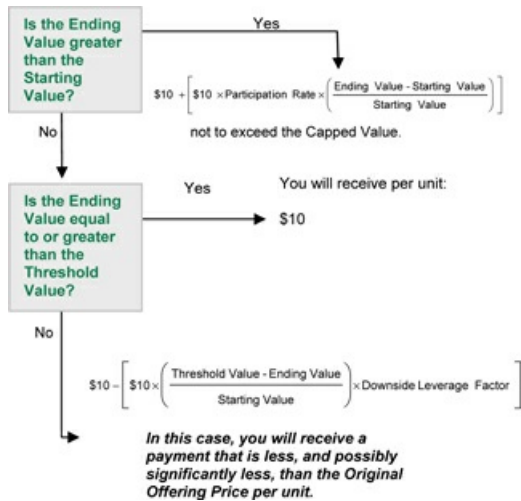 Is the Ending
Value greater
than the
Starting
Value?
Yes
$10 + [$10 × Participation Rate × ((Ending Value - Starting Value) / Starting Value)]
not to exceed the Capped Value.
No
Is the Ending
Value equal
to or greater
than the
Threshold
Value?
Yes
You will receive per unit:
$10
No
$10 − [$10 × ((Threshold Value - Ending Value) / Starting Value) × Downside Leverage Factor]
In this case, you will receive a
payment that is less, and possibly
significantly less, than the Original
Offering Price per unit.